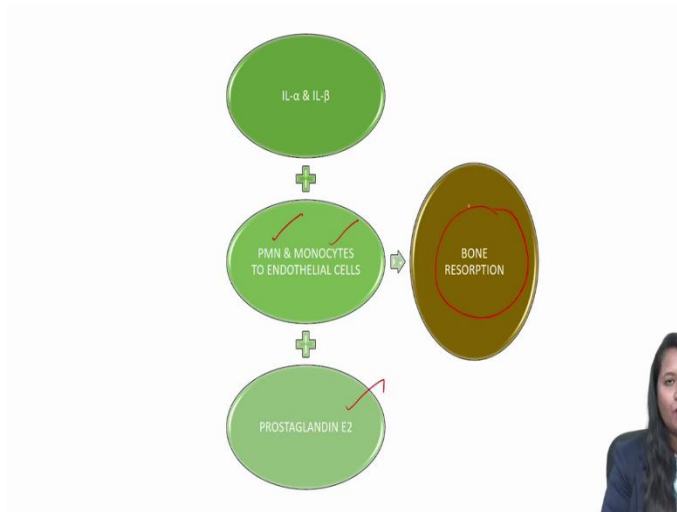 IL-α & IL-β
PMN & MONOCYTES
TO ENDOTHELIAL CELLS
BONE
RESORPTION
PROSTAGLANDIN E2